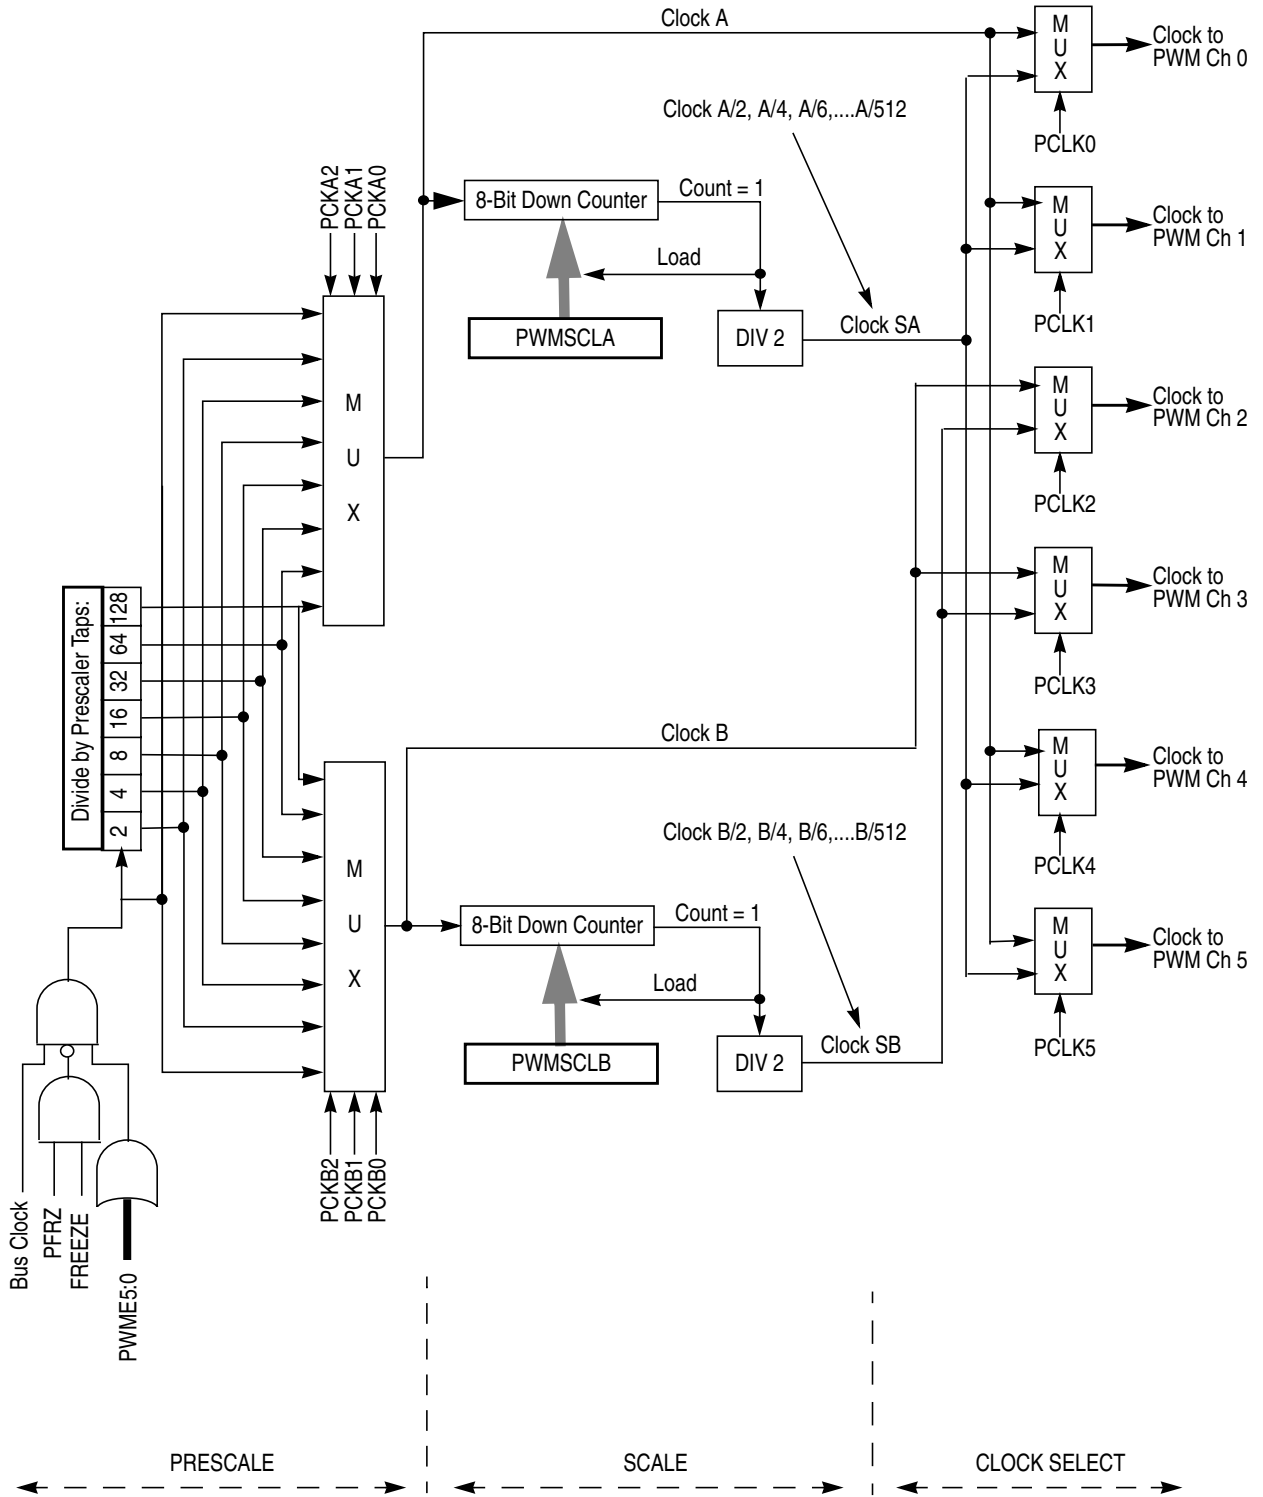 Clock A
M
U
X
Clock to
PWM Ch 0
PCLK0
Clock A/2, A/4, A/6,....A/512
PCKA2
PCKA1
PCKA0
8-Bit Down Counter
Count = 1
Load
PWMSCLA
DIV 2
Clock SA
M
U
X
Clock to
PWM Ch 1
PCLK1
M
U
X
M
U
X
Clock to
PWM Ch 2
PCLK2
M
U
X
Clock to
PWM Ch 3
PCLK3
Divide by Prescaler Taps:
128
64
32
16
8
4
2
Clock B
M
U
X
Clock to
PWM Ch 4
PCLK4
Clock B/2, B/4, B/6,....B/512
M
U
X
8-Bit Down Counter
Count = 1
Load
PWMSCLB
DIV 2
Clock SB
M
U
X
Clock to
PWM Ch 5
PCLK5
PCKB2
PCKB1
PCKB0
Bus Clock
PFRZ
FREEZE
PWME5:0
PRESCALE
SCALE
CLOCK SELECT